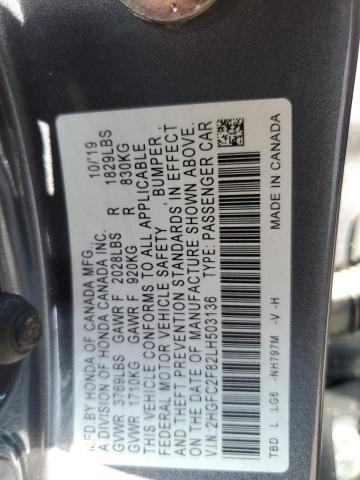 MFD BY HONDA OF CANADA MFG.; 10/'19
A DIVISION OF HONDA CANADA INC.
GVWR 3769LBS GAWR F 2028LBS R 1829LBS
GVWR 1710KG GAWR F 920KG R 830KG
THIS VEHICLE CONFORMS TO ALL APPLICABLE
FEDERAL MOTOR VEHICLE SAFETY , BUMPER ,
AND THEFT PREVENTION STANDARDS IN EFFECT
ON THE DATE OF MANUFACTURE SHOWN ABOVE.
V.I.N.:2HGFC2F82LH503136 TYPE: PASSENGER CAR
TBD L LG6 -NH797M -V -H MADE IN CANADA